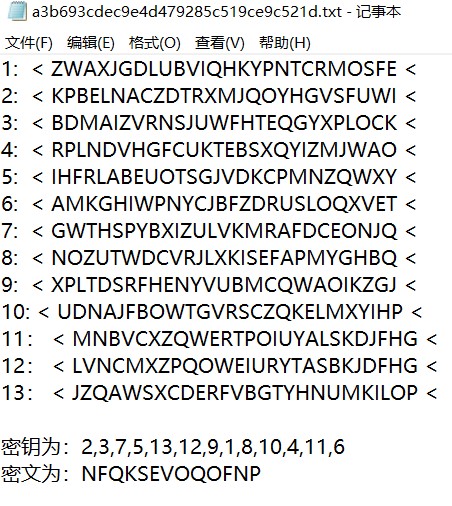 a3b693cdec9e4d479285c519ce9c521d.txt - 记事本
文件(F) 编辑(E) 格式(O) 查看(V) 帮助(H)
1: < ZWAXJGDLUBVIQHKYPNTCRMOSFE <
2: < KPBELNACZDTRXMJQOYHGVSFUWI <
3: < BDMAIZVRNSJUWFHTEQGYXPLOCK <
4: < RPLNDVHGFCUKTEBSXQYIZMJWAO <
5: < IHFRLABEUOTSGJVDKCPMNZQWXY <
6: < AMKGHIWPNYCJBFZDRUSLOQXVET <
7: < GWTHSPYBXIZULVKMRAFDCEONJQ <
8: < NOZUTWDCVRJLXKISEFAPMYGHBQ <
9: < XPLTDSRFHENYVUBMCQWAOIKZGJ <
10: < UDNAJFBOWTGVRSCZQKELMXYIHP <
11: < MNBVCXZQWERTPOIUYALSKDJFHG <
12: < LVNCMXZPQOWEIURYTASBKJDFHG <
13: < JZQAWSXCDERFVBGTYHNUMKILOP <
密钥为：2,3,7,5,13,12,9,1,8,10,4,11,6
密文为：NFQKSEVOQOFNP